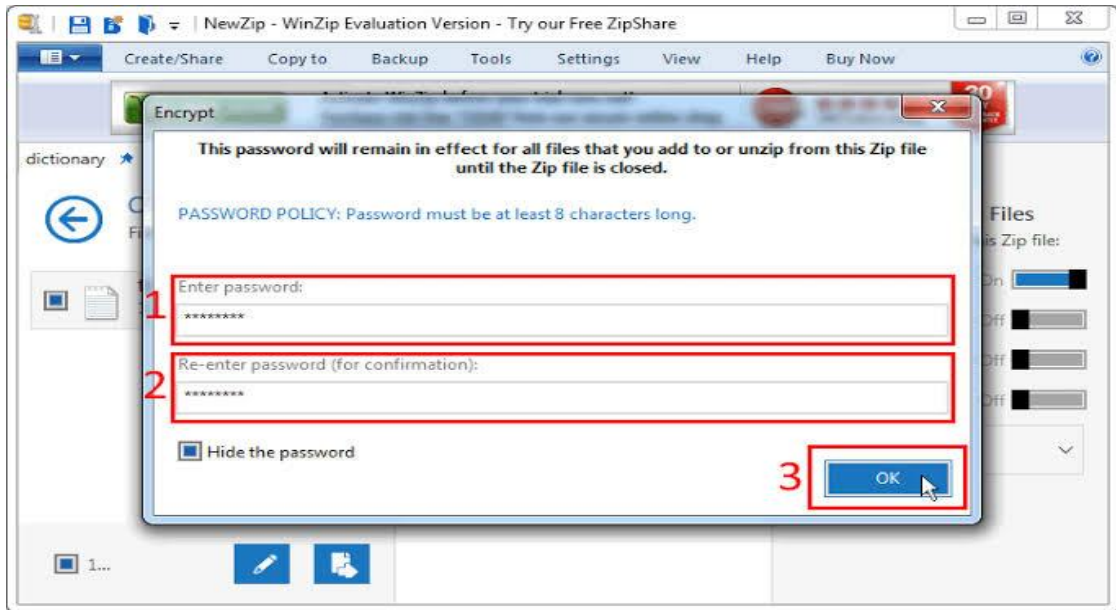 NewZip - WinZip Evaluation Version - Try our Free ZipShare
Create/Share Copy to Backup Tools Settings View Help Buy Now
30
Encrypt
dictionary
This password will remain in effect for all files that you add to or unzip from this Zip file
until the Zip file is closed.
PASSWORD POLICY: Password must be at least 8 characters long.
Files
is Zip file:
1
Enter password:
********
On
Off
2
Re-enter password (for confirmation):
********
Off
Off
Hide the password
3
OK
1...